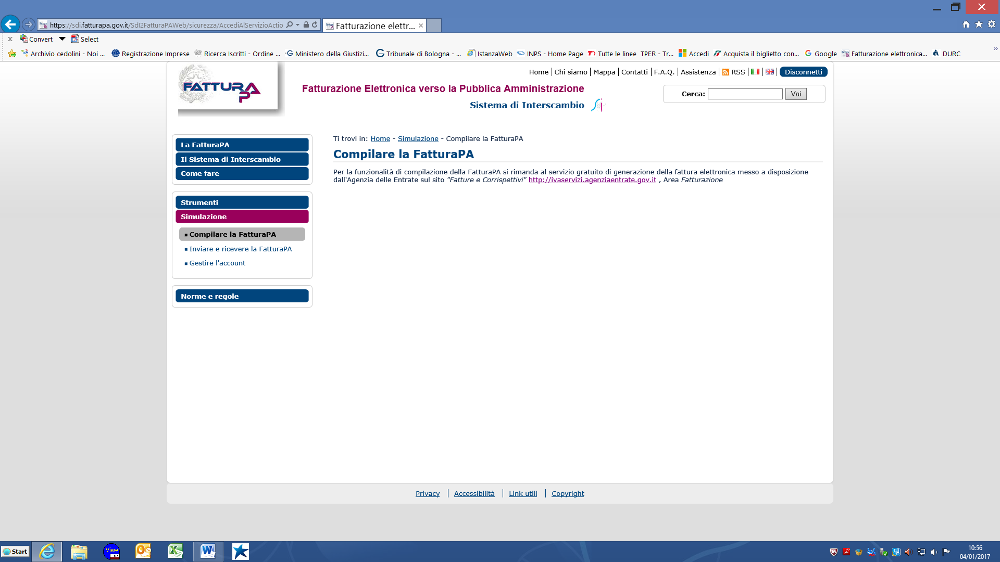 https://sdi.fatturapa.gov.it/SdI2FatturaPAWeb/sicurezza/AccediAlServizioActio
Fatturazione elettr...
Convert
Select
Archivio cedolini - Noi ...
Registrazione Imprese
Ricerca Iscritti - Ordine ...
Ministero della Giustizi...
Tribunale di Bologna - ...
IstanzaWeb
INPS - Home Page
Tutte le linee TPER - Tr...
Accedi
Acquista il biglietto con...
Google
Fatturazione elettronica...
DURC
FATTURA PA
Home | Chi siamo | Mappa | Contatti | F.A.Q. | Assistenza | RSS | Disconnetti
Fatturazione Elettronica verso la Pubblica Amministrazione
Sistema di Interscambio
Cerca: Vai
La FatturaPA
Il Sistema di Interscambio
Come fare
Strumenti
Simulazione
Compilare la FatturaPA
Inviare e ricevere la FatturaPA
Gestire l'account
Norme e regole
Ti trovi in: Home - Simulazione - Compilare la FatturaPA
Compilare la FatturaPA
Per la funzionalità di compilazione della FatturaPA si rimanda al servizio gratuito di generazione della fattura elettronica messo a disposizione
dall'Agenzia delle Entrate sul sito "Fatture e Corrispettivi" http://ivaservizi.agenziaentrate.gov.it , Area Fatturazione
Privacy | Accessibilità | Link utili | Copyright
Start
View
N1
10:56
04/01/2017